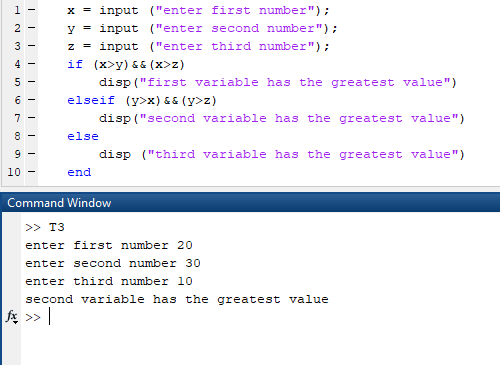 1 – x = input ("enter first number");
2 – y = input ("enter second number");
3 – z = input ("enter third number");
4 – if (x>y)&&(x>z)
5 – disp("first variable has the greatest value")
6 – elseif (y>x)&&(y>z)
7 – disp("second variable has the greatest value")
8 – else
9 – disp ("third variable has the greatest value")
10 – end
Command Window
>> T3
enter first number 20
enter second number 30
enter third number 10
second variable has the greatest value
fx >>